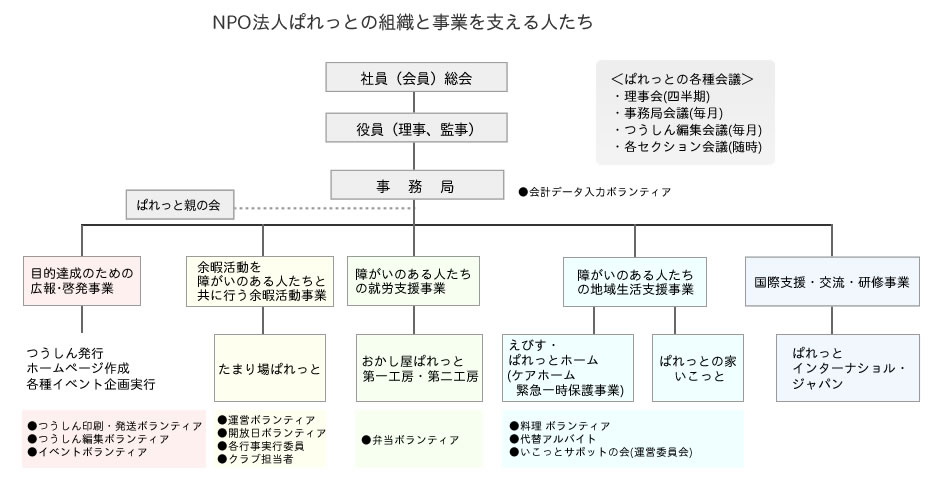 NPO法人ぱれっとの組織と事業を支える人たち
社員（会員）総会
＜ぱれっとの各種会議＞
・理事会(四半期)
・事務局会議(毎月)
・つうしん編集会議(毎月)
・各セクション会議(随時)
役員（理事、監事）
事　務　局
●会計データ入力ボランティア
ぱれっと親の会
目的達成のための
広報･啓発事業
余暇活動を
障がいのある人たちと
共に行う余暇活動事業
障がいのある人たち
の就労支援事業
障がいのある人たち
の地域生活支援事業
国際支援・交流・研修事業
つうしん発行
ホームページ作成
各種イベント企画実行
たまり場ぱれっと
おかし屋ぱれっと
第一工房・第二工房
えびす・
ぱれっとホーム
(ケアホーム
緊急一時保護事業)
ぱれっとの家
いこっと
ぱれっと
インターナショル・
ジャパン
●つうしん印刷・発送ボランティア
●つうしん編集ボランティア
●イベントボランティア
●運営ボランティア
●開放日ボランティア
●各行事実行委員
●クラブ担当者
●弁当ボランティア
●料理 ボランティア
●代替アルバイト
●いこっとサポットの会(運営委員会)